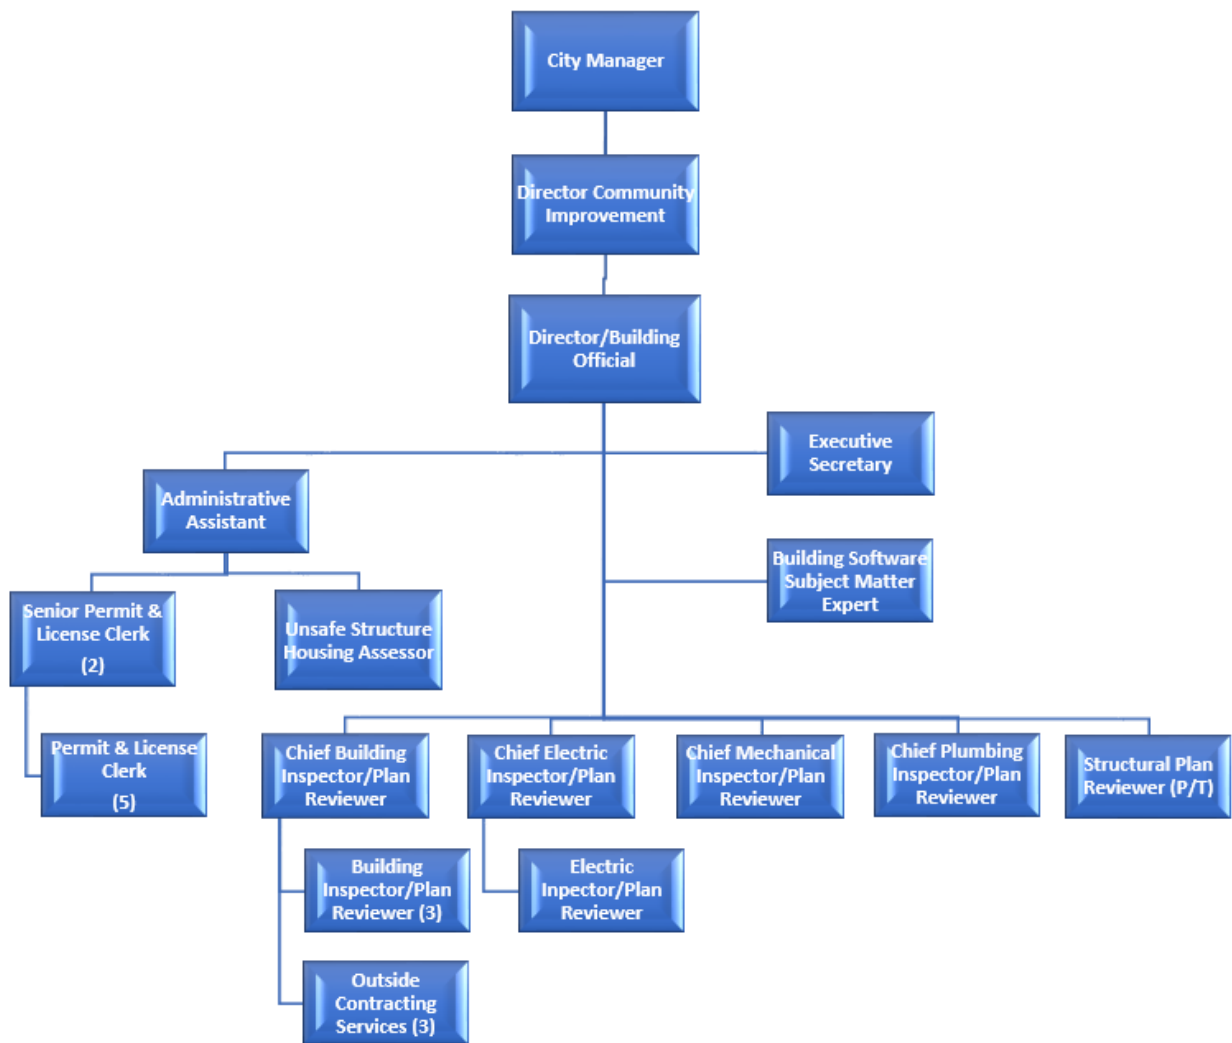 City Manager
Director Community
Improvement
Director/Building
Official
Executive
Secretary
Administrative
Assistant
Building Software
Subject Matter
Expert
Senior Permit &
License Clerk
(2)
Unsafe Structure
Housing Assessor
Permit & License
Clerk
(5)
Chief Building
Inspector/Plan
Reviewer
Chief Electric
Inspector/Plan
Reviewer
Chief Mechanical
Inspector/Plan
Reviewer
Chief Plumbing
Inspector/Plan
Reviewer
Structural Plan
Reviewer (P/T)
Building
Inspector/Plan
Reviewer (3)
Electric
Inpector/Plan
Reviewer
Outside
Contracting
Services (3)